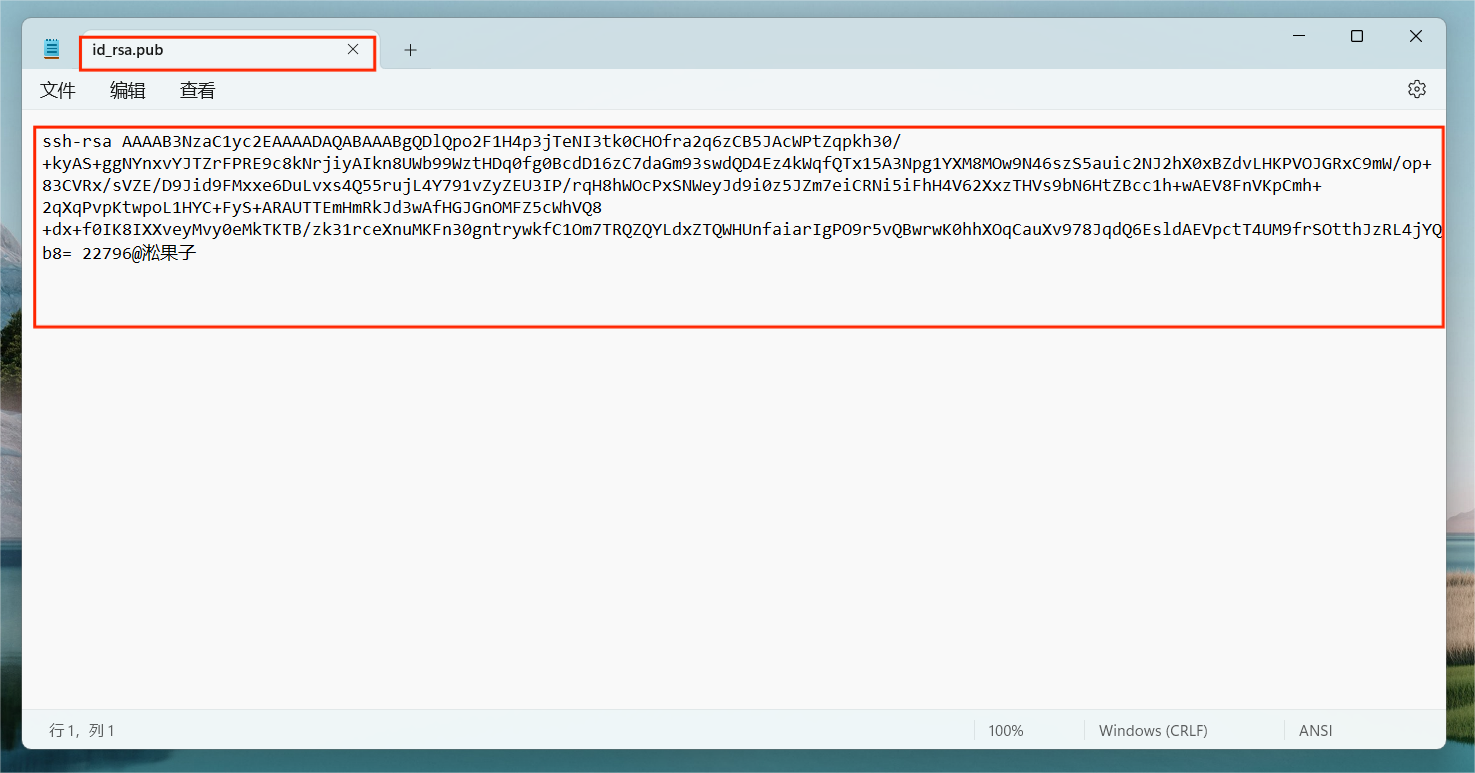 id_rsa.pub
文件 编辑 查看
ssh-rsa AAAAB3NzaC1yc2EAAAADAQABAAABgQDlQpo2F1H4p3jTeNI3tk0CHOfra2q6zCB5JAcWPtZqpkh30/
+kyAS+ggNYnxvYJTZrFPRE9c8kNrjiyAIkn8UWb99WztHDq0fg0BcdD16zC7daGm93swdQD4Ez4kWqfQTx15A3Npg1YXM8MOw9N46szS5auic2NJ2hX0xBZdvLHKPVOJGRxC9mW/op+
83CVRx/sVZE/D9Jid9FMxxe6DuLvxs4Q55rujL4Y791vZyZEU3IP/rqH8hWOcPxSNWeyJd9i0z5JZm7eiCRNi5iFhH4V62XxzTHVs9bN6HtZBcc1h+wAEV8FnVKpCmh+
2qXqPvpKtwpoL1HYC+FyS+ARAUTTEmHmRkJd3wAfHGJGnOMFZ5cWhVQ8
+dx+f0IK8IXXveyMvy0eMkTKTB/zk31rceXnuMKFn30gntrywkfC1Om7TRQZQYLdxZTQWHUnfaiarIgPO9r5vQBwrwK0hhXOqCauXv978JqdQ6EsldAEVpctT4UM9frSOtthJzRL4jYQ
b8= 22796@淞果子
行 1，列 1 100% Windows (CRLF) ANSI